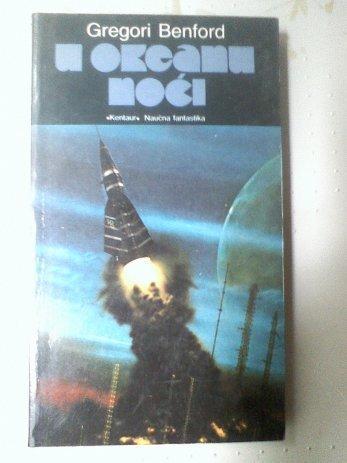 Gregori Benford
u okeanu
noći
»Kentaur« Naučna fantastika